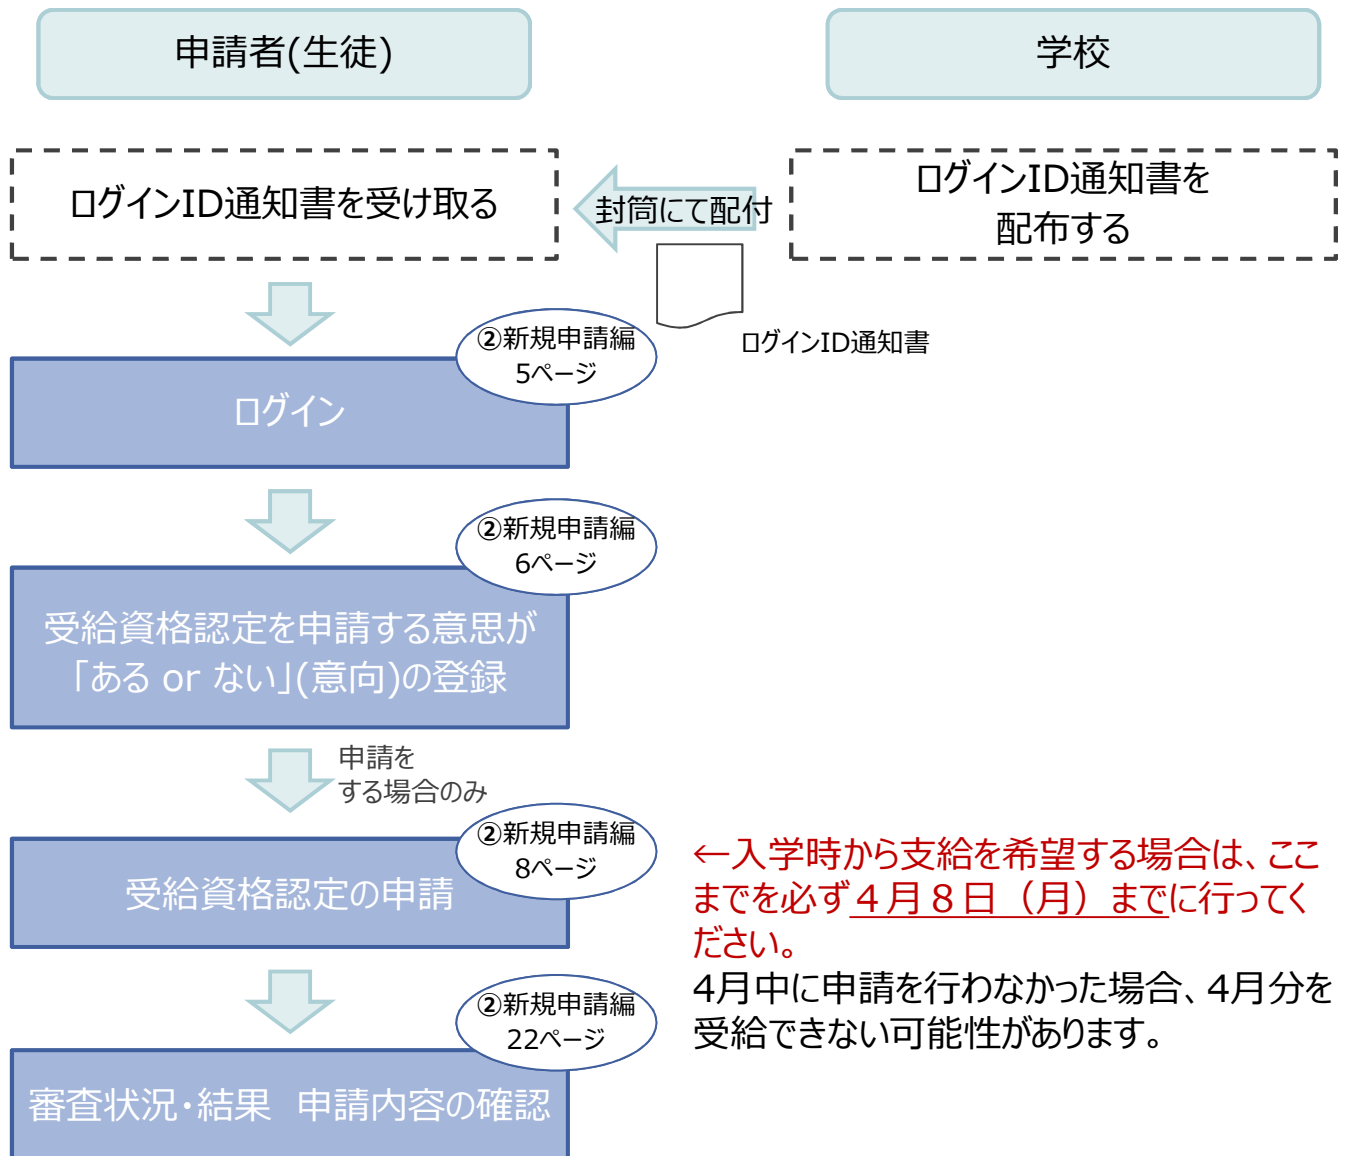 申請者(生徒)
学校
ログインID通知書を受け取る
封筒にて配付
ログインID通知書を
配布する
ログインID通知書
②新規申請編
5ページ
ログイン
②新規申請編
6ページ
受給資格認定を申請する意思が
「ある or ない」(意向)の登録
申請を
する場合のみ
②新規申請編
8ページ
受給資格認定の申請
←入学時から支給を希望する場合は、ここ
までを必ず４月８日（月）までに行ってく
ださい。
4月中に申請を行わなかった場合、4月分を
受給できない可能性があります。
②新規申請編
22ページ
審査状況・結果　申請内容の確認